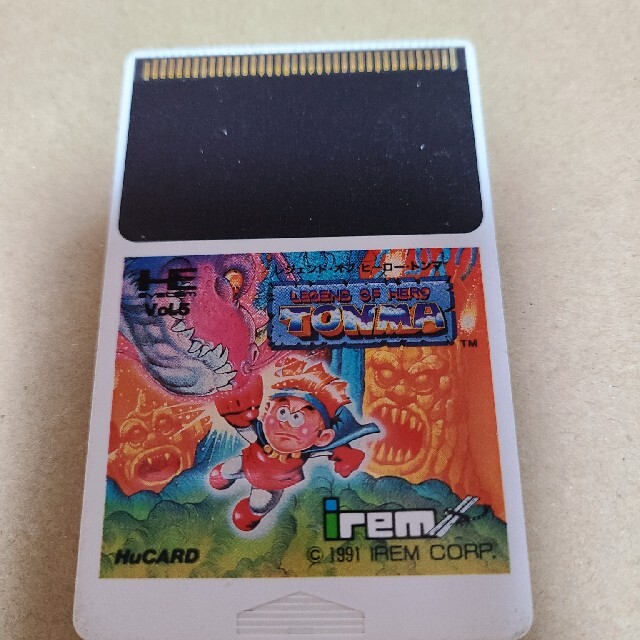 レジェンド・オブ・ヒーロー・トンマ
LEGEND OF HERO
TONMA
TM
HE
Vol.5
irem
HuCARD
© 1991 IREM CORP.